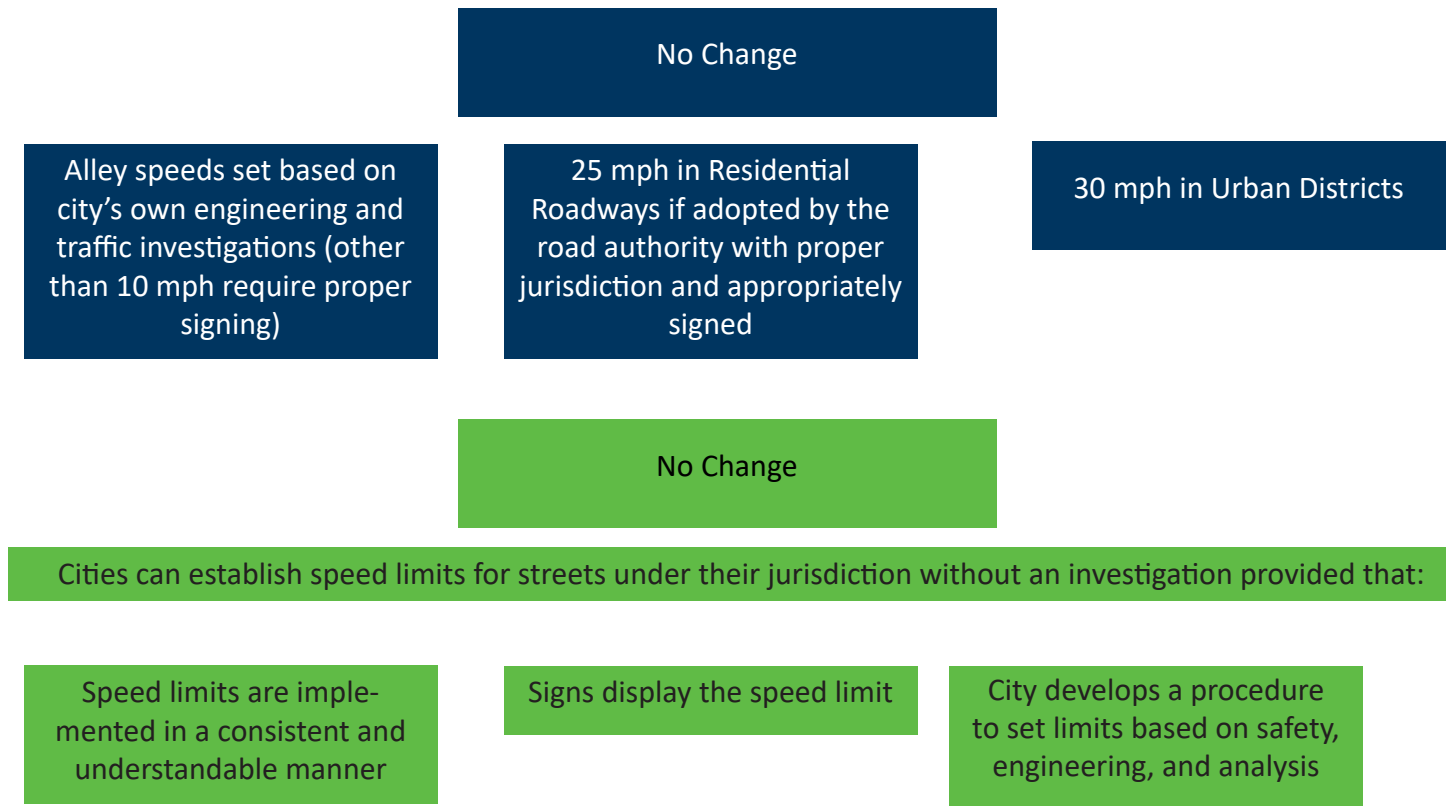 No Change
Alley speeds set based on
city’s own engineering and
traffic investigations (other
than 10 mph require proper
signing)
25 mph in Residential
Roadways if adopted by the
road authority with proper
jurisdiction and appropriately
signed
30 mph in Urban Districts
No Change
Cities can establish speed limits for streets under their jurisdiction without an investigation provided that:
Speed limits are imple-
mented in a consistent and
understandable manner
Signs display the speed limit
City develops a procedure
to set limits based on safety,
engineering, and analysis